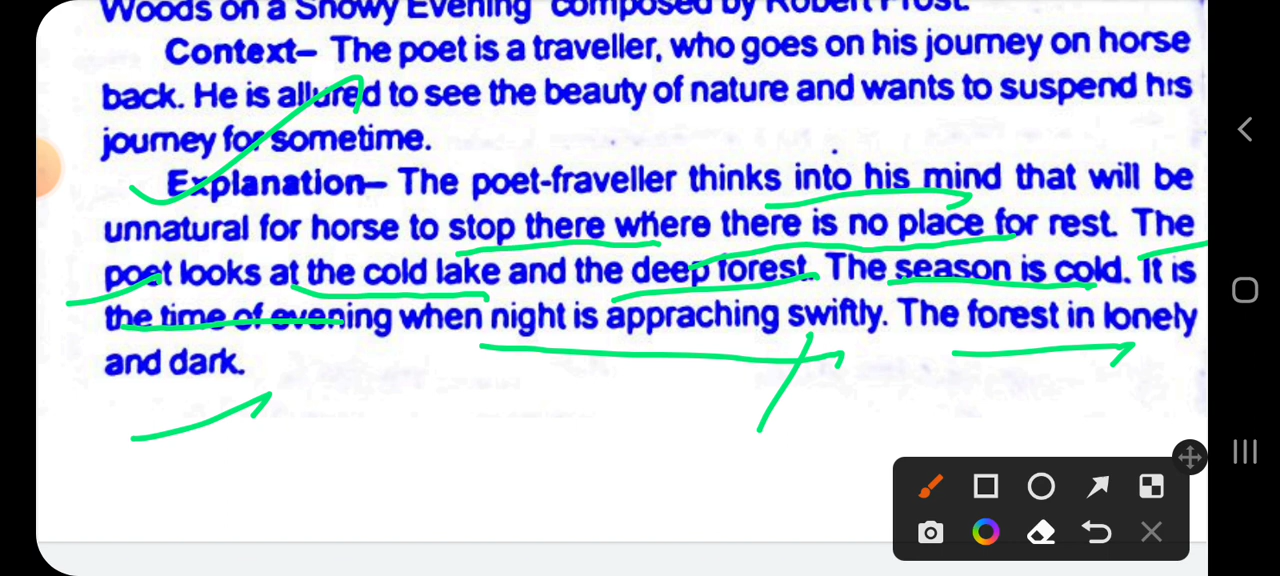 Woods on a Snowy Evening" composed by Robert Frost.
Context– The poet is a traveller, who goes on his journey on horse
back. He is allured to see the beauty of nature and wants to suspend his
journey for sometime.
Explanation– The poet-fraveller thinks into his mind that will be
unnatural for horse to stop there where there is no place for rest. The
poet looks at the cold lake and the deep forest. The season is cold. It is
the time of evening when night is appraching swiftly. The forest in lonely
and dark.